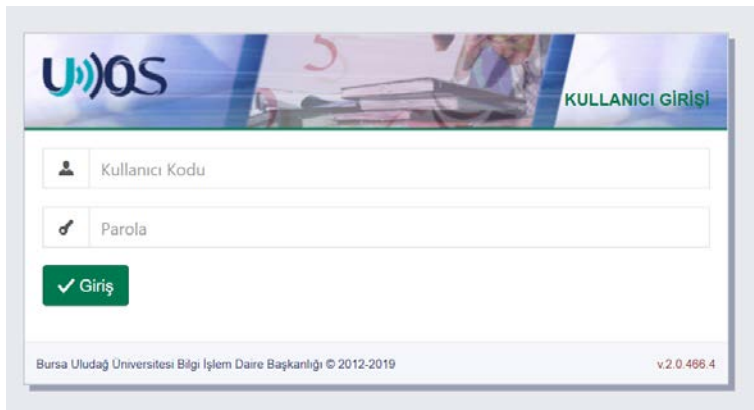 UOS
KULLANICI GİRİŞİ
Kullanıcı Kodu
Parola
Giriş
Bursa Uludağ Üniversitesi Bilgi İşlem Daire Başkanlığı © 2012-2019
v.2.0.466.4